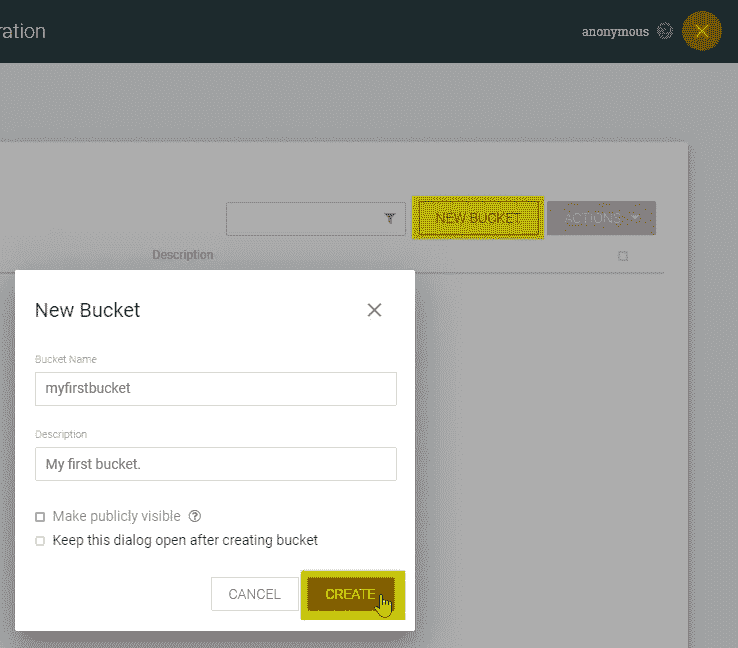 ration
anonymous
NEW BUCKET
ACTIONS
Description
New Bucket
Bucket Name
myfirstbucket
Description
My first bucket.
Make publicly visible
Keep this dialog open after creating bucket
CANCEL
CREATE